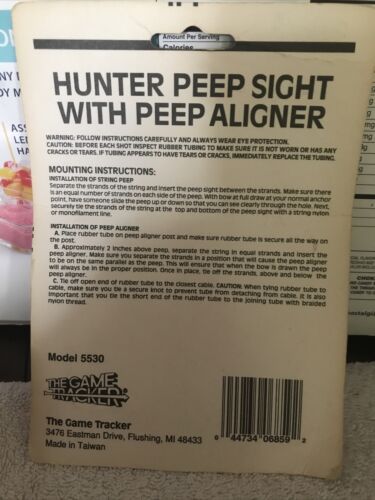 Amount Per Serving
Calories
HUNTER PEEP SIGHT
WITH PEEP ALIGNER
WARNING: FOLLOW INSTRUCTIONS CAREFULLY AND ALWAYS WEAR EYE PROTECTION.
CAUTION: BEFORE EACH SHOT INSPECT RUBBER TUBING TO MAKE SURE IT IS NOT WORN OR HAS ANY
CRACKS OR TEARS. IF TUBING APPEARS TO HAVE TEARS OR CRACKS, IMMEDIATELY REPLACE THE TUBING.
MOUNTING INSTRUCTIONS:
INSTALLATION OF STRING PEEP
Separate the strands of the string and insert the peep sight between the strands. Make sure there
is an equal number of strands on each side of the peep. With bow at full draw at your normal anchor
point, have someone slide the peep up or down so that you can see clearly through the hole. Next,
securely tie the strands of the string at the top and bottom of the peep sight with string nylon
or monofilament line.
INSTALLATION OF PEEP ALIGNER
A. Place rubber tube on peep aligner post and make sure rubber tube is secure all the way on
the post.
B. Approximately 2 inches above peep, separate the string in equal strands and insert the
peep aligner. Make sure you separate the strands in a position that will cause the peep aligner
to be on the same parallel as the peep. This will ensure that when the bow is drawn the peep
will always be in the proper position. Once in place, tie off the strands, above and below the
peep aligner.
C. Tie off open end of rubber tube to the closest cable. CAUTION: When tying rubber tube to
cable, make sure you tie a secure knot to prevent tube from detaching from cable. It is also
important that you tie the short end of the rubber tube to the joining tube with braided
nylon thread.
Model 5530
THE GAME
TRACKER
The Game Tracker
3476 Eastman Drive, Flushing, MI 48433
Made in Taiwan
0 44734 06859 2